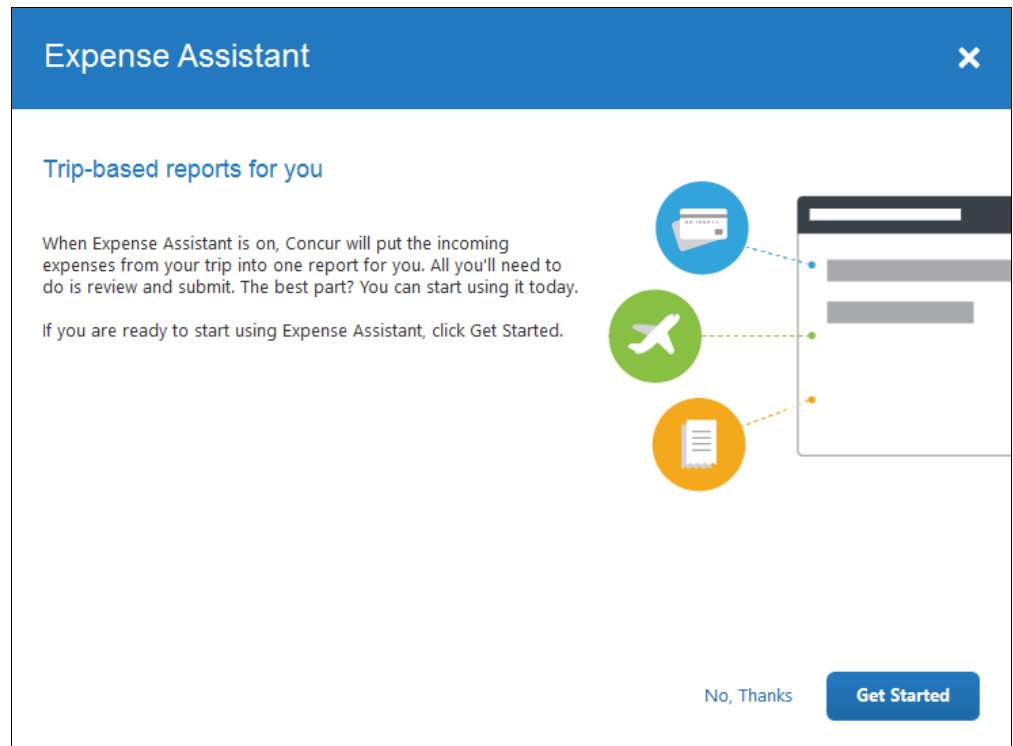 Expense Assistant
Trip-based reports for you
When Expense Assistant is on, Concur will put the incoming
expenses from your trip into one report for you. All you'll need to
do is review and submit. The best part? You can start using it today.
If you are ready to start using Expense Assistant, click Get Started.
No, Thanks
Get Started